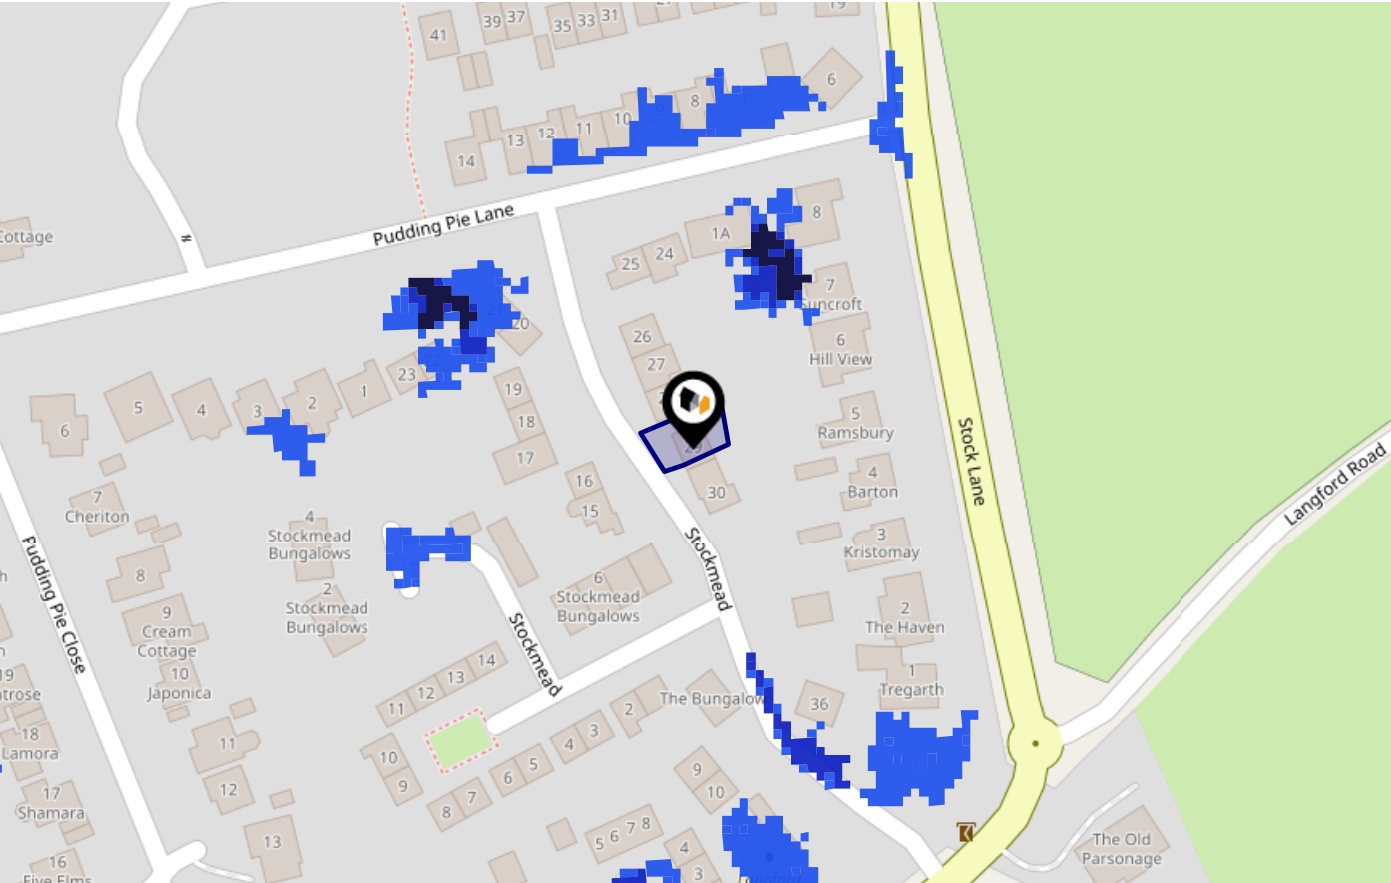 39
37
35
33
31
19
41
6
8
10
11
12
13
14
Cottage
Pudding Pie Lane
1A
8
24
25
7
Suncroft
20
26
6
Hill View
27
23
19
1
2
3
4
5
6
18
5
Ramsbury
17
29
Stock Lane
16
15
30
4
Barton
Langford Road
7
Cheriton
4
Stockmead
Bungalows
3
Kristomay
Stockmead
8
2
Stockmead
Bungalows
6
Stockmead
Bungalows
Pudding Pie Close
9
Cream
Cottage
2
The Haven
Stockmead
10
Japonica
14
13
12
11
1
Tregarth
The Bungalow
36
2
3
4
5
6
7
8
18
Lamora
11
10
9
9
10
17
Shamara
12
13
5 6 7 8
4
3
The Old
Parsonage
16
Five Elms